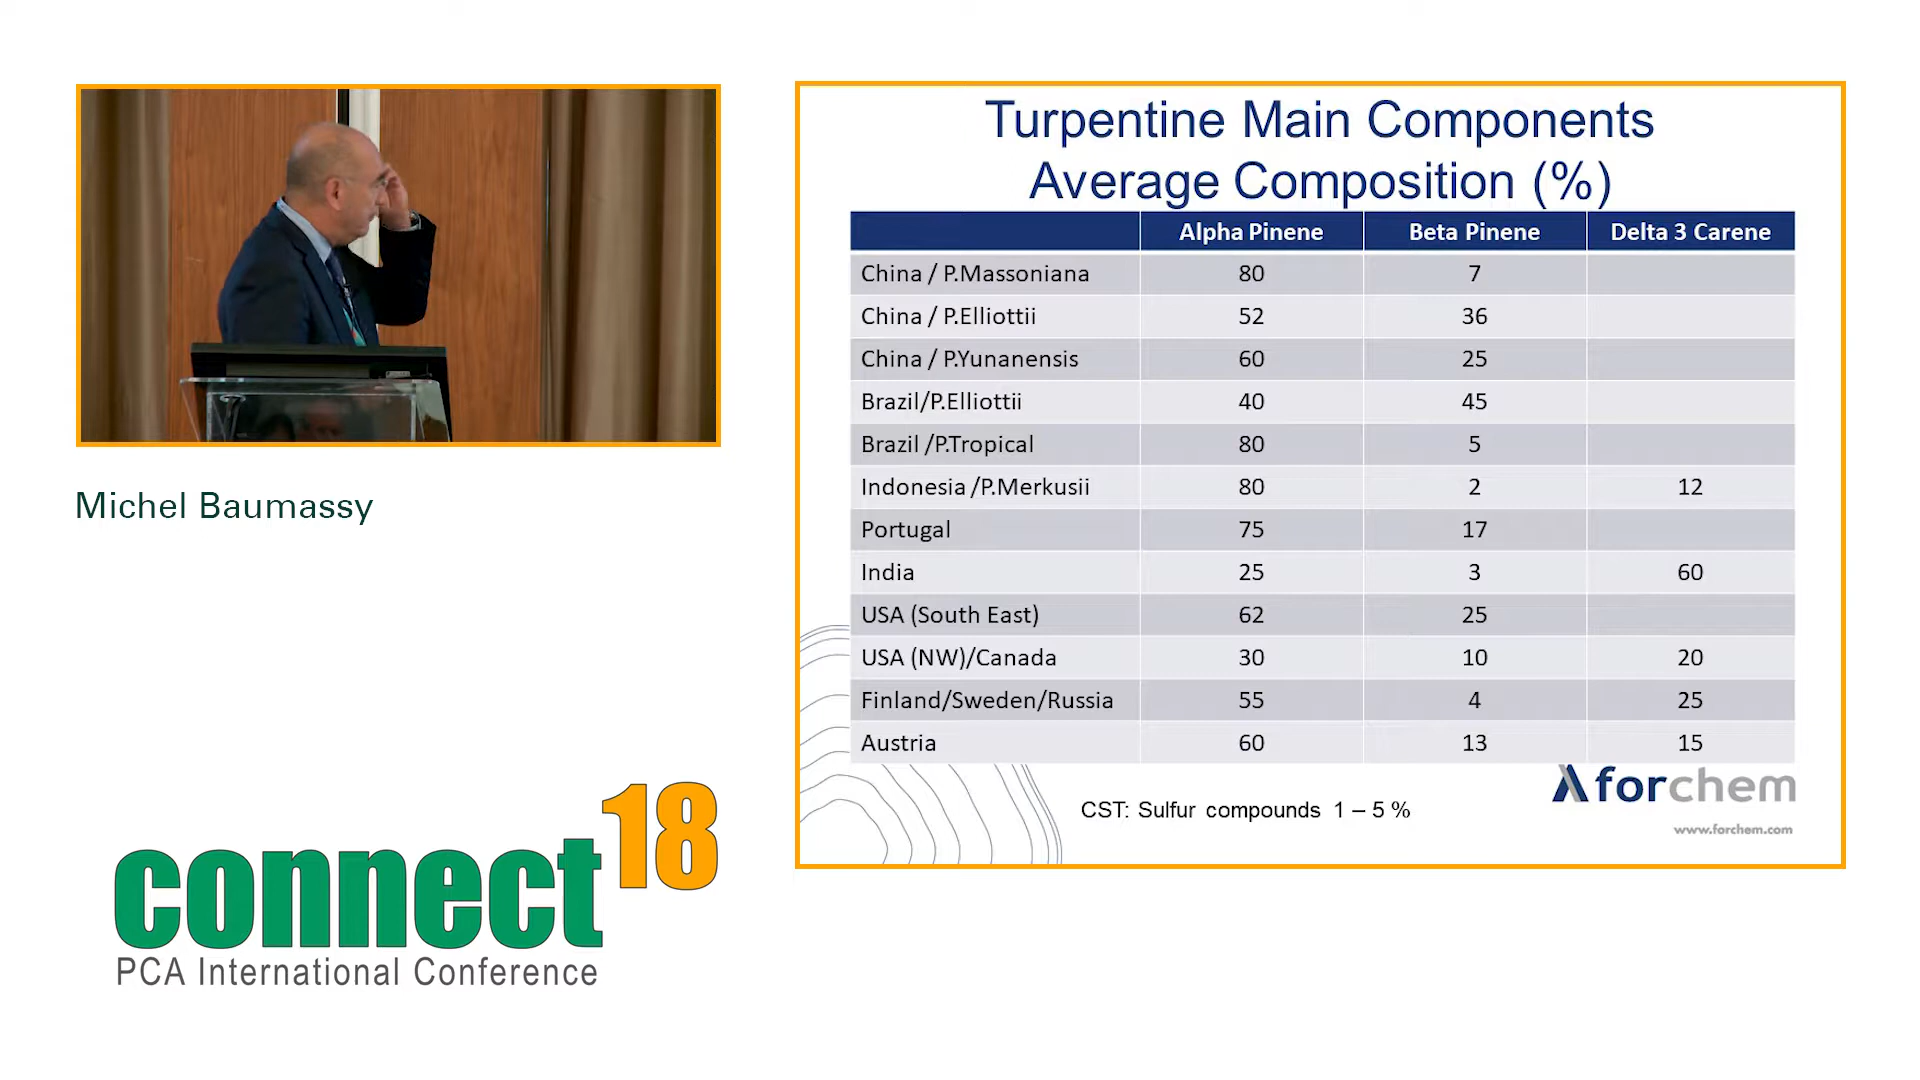 Turpentine Main Components
Average Composition (%)
Alpha Pinene Beta Pinene Delta 3 Carene
China / P.Massoniana 80 7
China / P.Elliottii 52 36
China / P.Yunanensis 60 25
Brazil/P.Elliottii 40 45
Brazil /P.Tropical 80 5
Indonesia /P.Merkusii 80 2 12
Portugal 75 17
India 25 3 60
USA (South East) 62 25
USA (NW)/Canada 30 10 20
Finland/Sweden/Russia 55 4 25
Austria 60 13 15
CST: Sulfur compounds 1 – 5 %
forchem
www.forchem.com
Michel Baumassy
connect18
PCA International Conference